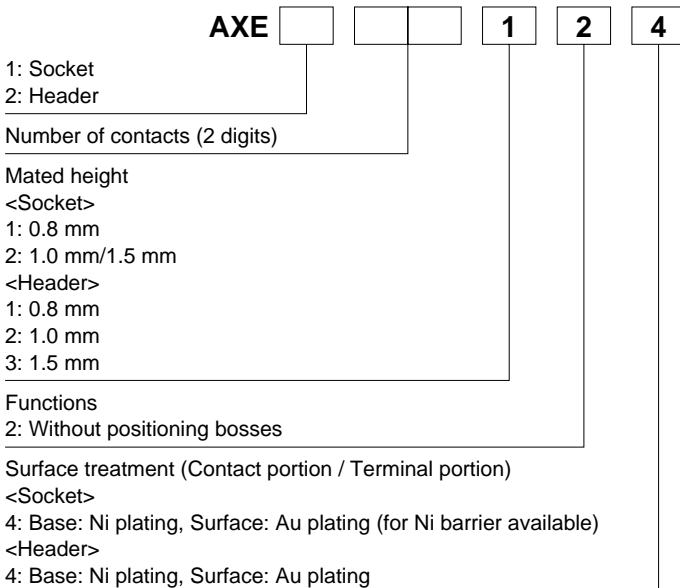 AXE 1 2 4
1: Socket
2: Header
Number of contacts (2 digits)
Mated height
<Socket>
1: 0.8 mm
2: 1.0 mm/1.5 mm
<Header>
1: 0.8 mm
2: 1.0 mm
3: 1.5 mm
Functions
2: Without positioning bosses
Surface treatment (Contact portion / Terminal portion)
<Socket>
4: Base: Ni plating, Surface: Au plating (for Ni barrier available)
<Header>
4: Base: Ni plating, Surface: Au plating